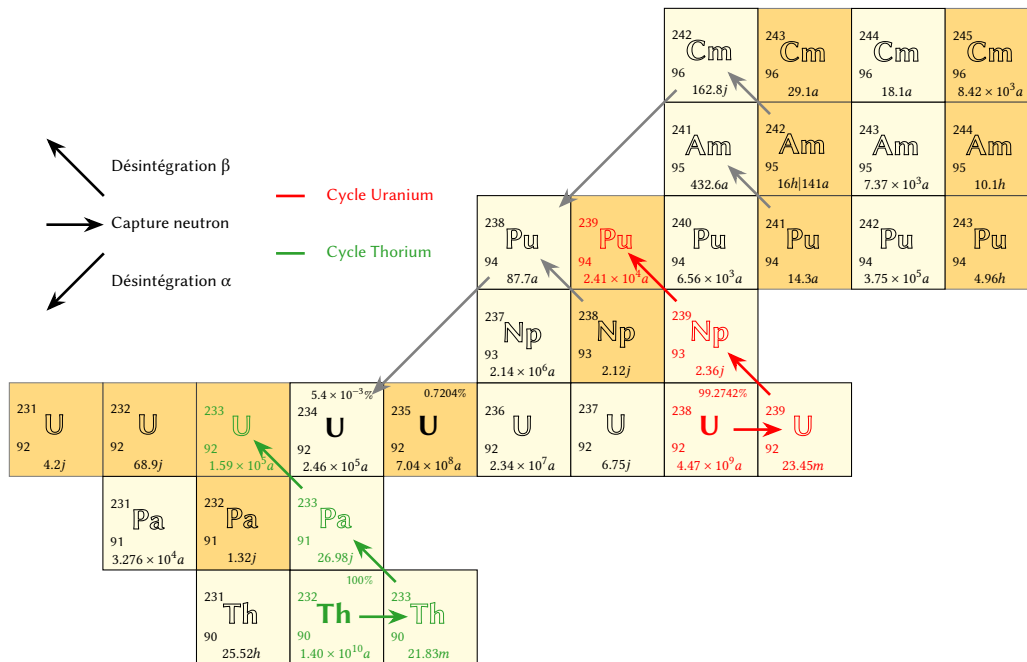 242 Cm 96 162.8j
243 Cm 96 29.1a
244 Cm 96 18.1a
245 Cm 96 8.42 × 10³a
241 Am 95 432.6a
242 Am 95 16h|141a
243 Am 95 7.37 × 10³a
244 Am 95 10.1h
Désintégration β
Capture neutron
Désintégration α
Cycle Uranium
Cycle Thorium
238 Pu 94 87.7a
239 Pu 94 2.41 × 10⁴a
240 Pu 94 6.56 × 10³a
241 Pu 94 14.3a
242 Pu 94 3.75 × 10⁵a
243 Pu 94 4.96h
237 Np 93 2.14 × 10⁶a
238 Np 93 2.12j
239 Np 93 2.36j
231 U 92 4.2j
232 U 92 68.9j
233 U 92 1.59 × 10⁵a
5.4 × 10⁻³% 234 U 92 2.46 × 10⁵a
0.7204% 235 U 92 7.04 × 10⁸a
236 U 92 2.34 × 10⁷a
237 U 92 6.75j
99.2742% 238 U 92 4.47 × 10⁹a
239 U 92 23.45m
231 Pa 91 3.276 × 10⁴a
232 Pa 91 1.32j
233 Pa 91 26.98j
231 Th 90 25.52h
100% 232 Th 90 1.40 × 10¹⁰a
233 Th 90 21.83m